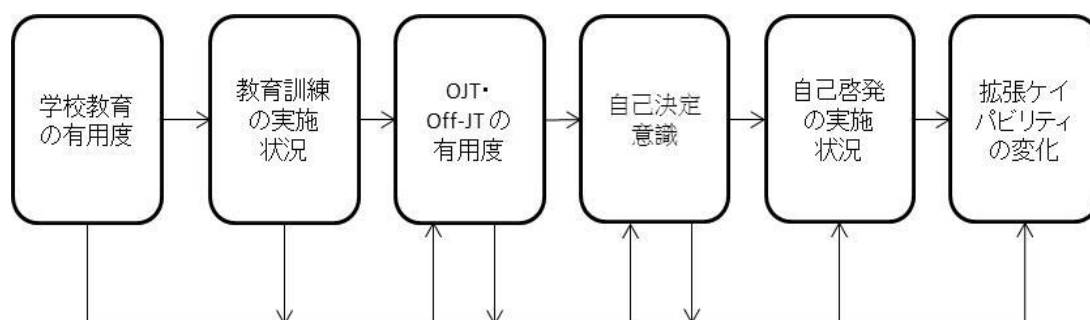 学校教育
の有用度
教育訓練
の実施
状況
OJT・
Off-JTの
有用度
自己決定
意識
自己啓発
の実施
状況
拡張ケイ
パビリティ
の変化